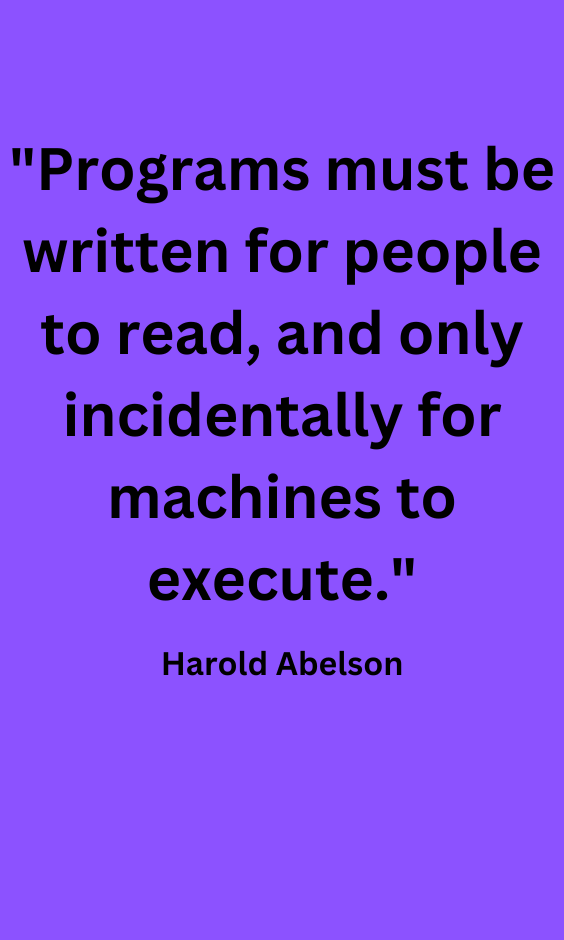 "Programs must be
written for people
to read, and only
incidentally for
machines to
execute."
Harold Abelson